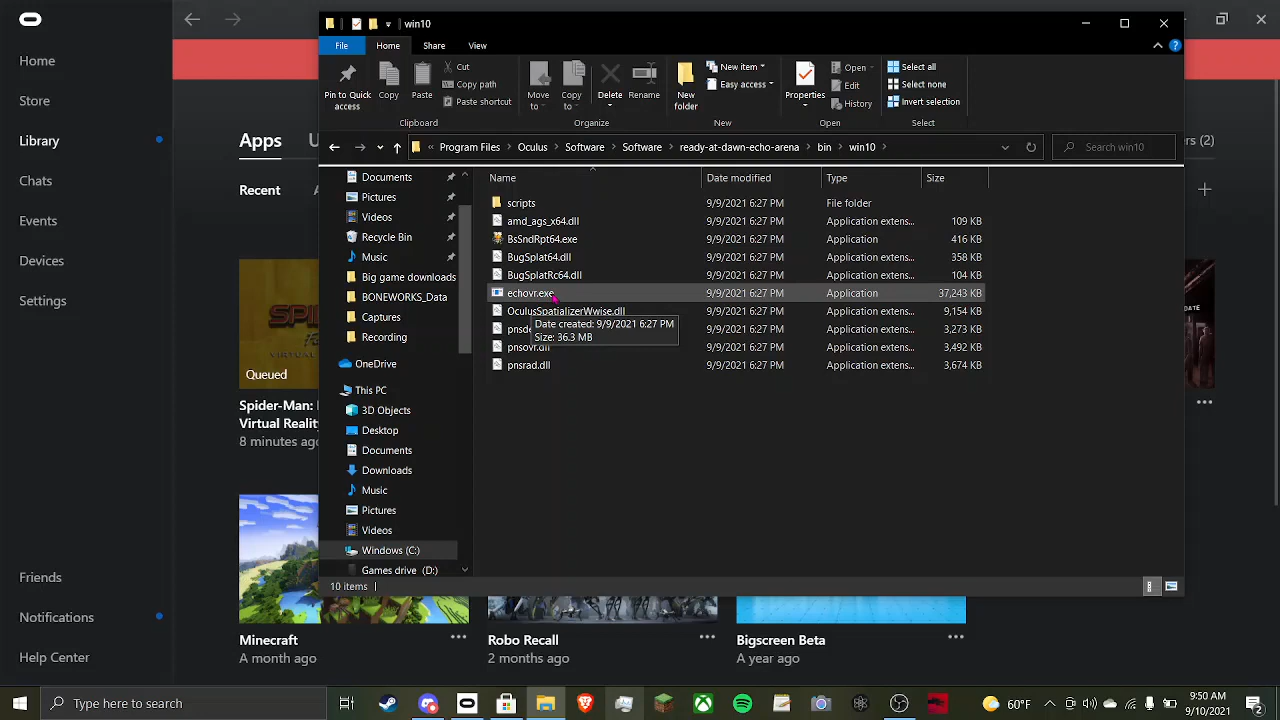 win10
File Home Share View
Pin to Quick access
Copy
Paste
Cut
Copy path
Paste shortcut
Clipboard
Move to
Copy to
Delete
Rename
Organize
New folder
New item
Easy access
New
Properties
Open
Edit
History
Open
Select all
Select none
Invert selection
Select
« Program Files > Oculus > Software > Software > ready-at-dawn-echo-arena > bin > win10 >
Search win10
Home
Store
Library
Chats
Events
Devices
Settings
Friends
Notifications
Help Center
Apps
Recent
(2)
Queued
Spider-Man:
Virtual Reality
8 minutes ago
Minecraft
A month ago
Robo Recall
2 months ago
Bigscreen Beta
A year ago
Documents
Pictures
Videos
Recycle Bin
Music
Big game downloads
BONEWORKS_Data
Captures
Recording
OneDrive
This PC
3D Objects
Desktop
Documents
Downloads
Music
Pictures
Videos
Windows (C:)
Games drive (D:)
Name Date modified Type Size
scripts 9/9/2021 6:27 PM File folder
amd_ags_x64.dll 9/9/2021 6:27 PM Application extens... 109 KB
BsSndRpt64.exe 9/9/2021 6:27 PM Application 416 KB
BugSplat64.dll 9/9/2021 6:27 PM Application extens... 358 KB
BugSplatRc64.dll 9/9/2021 6:27 PM Application extens... 104 KB
echovr.exe 9/9/2021 6:27 PM Application 37,243 KB
OculusSpatializerWwise.dll 9/9/2021 6:27 PM Application extens... 9,154 KB
9/9/2021 6:27 PM Application extens... 3,273 KB
pnsovr.dll 9/9/2021 6:27 PM Application extens... 3,492 KB
pnsrad.dll 9/9/2021 6:27 PM Application extens... 3,674 KB
Date created: 9/9/2021 6:27 PM
Size: 36.3 MB
10 items
Type here to search
60°F
9:50 AM
9/10/2021
2